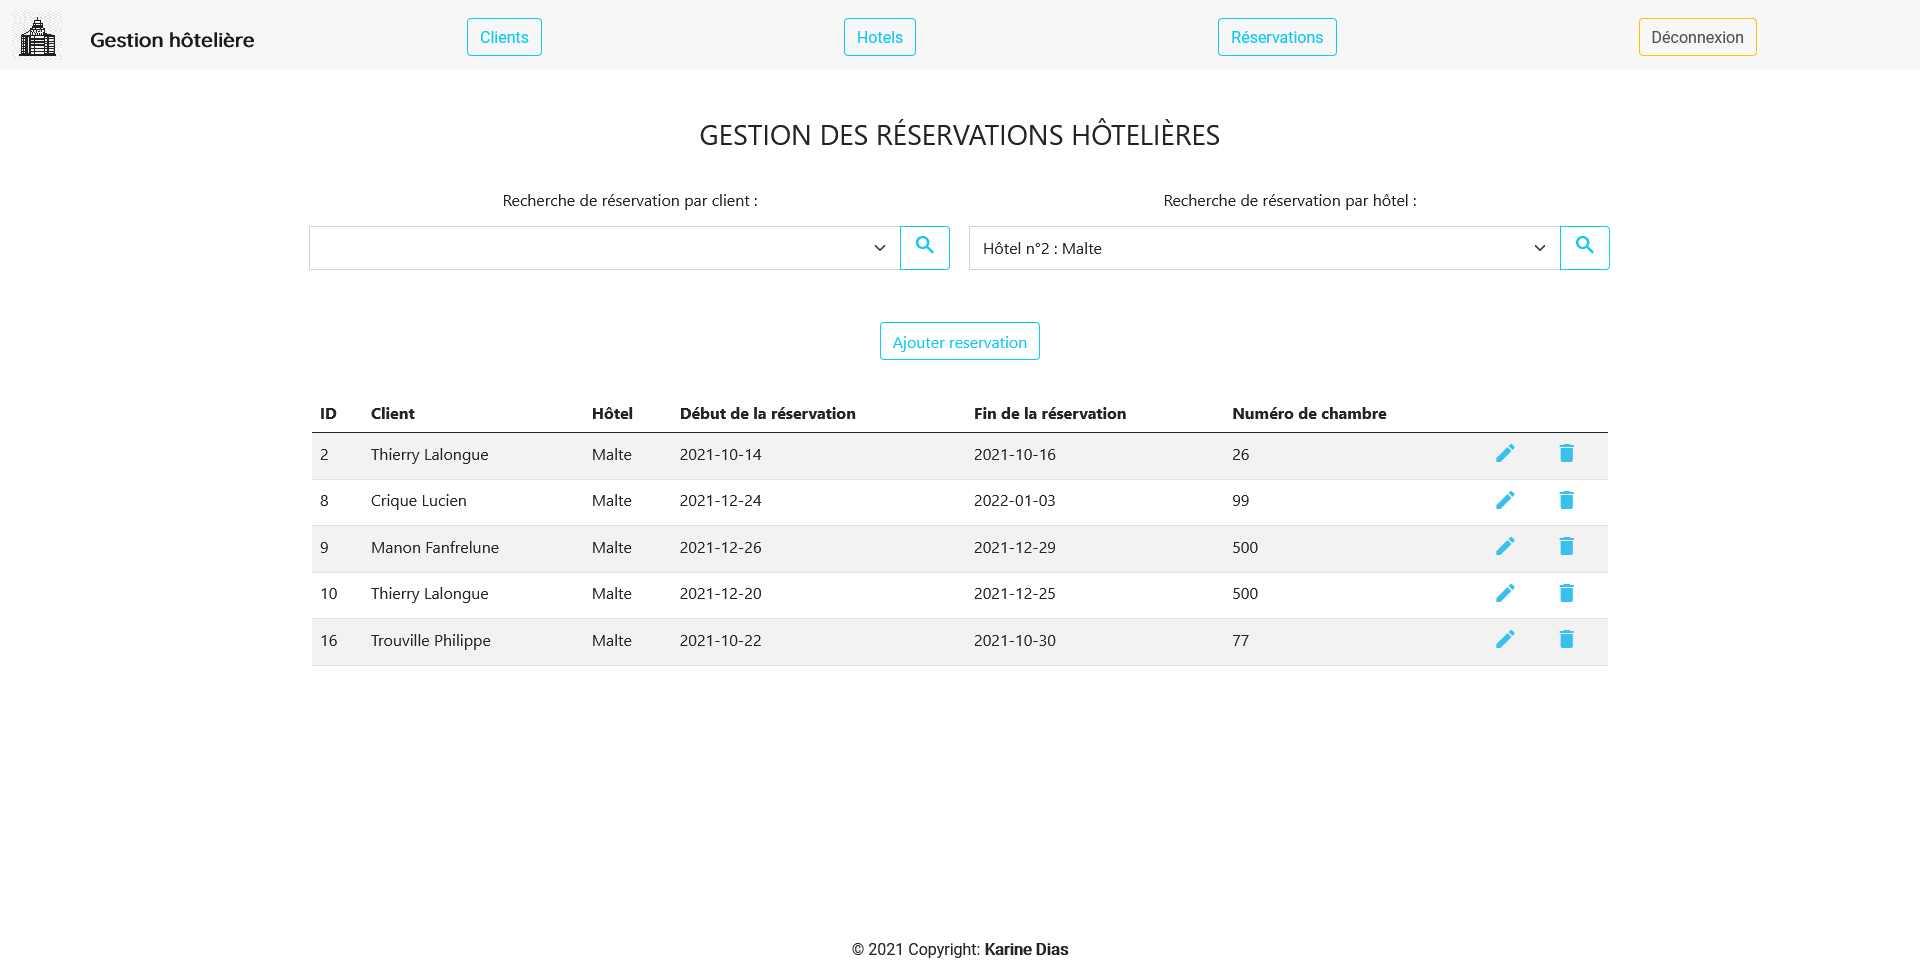 Gestion hôtelière Clients Hotels Réservations Déconnexion
GESTION DES RÉSERVATIONS HÔTELIÈRES
Recherche de réservation par client : Recherche de réservation par hôtel :
Hôtel n°2 : Malte
Ajouter reservation
ID Client Hôtel Début de la réservation Fin de la réservation Numéro de chambre
2 Thierry Lalongue Malte 2021-10-14 2021-10-16 26
8 Crique Lucien Malte 2021-12-24 2022-01-03 99
9 Manon Fanfrelune Malte 2021-12-26 2021-12-29 500
10 Thierry Lalongue Malte 2021-12-20 2021-12-25 500
16 Trouville Philippe Malte 2021-10-22 2021-10-30 77
© 2021 Copyright: Karine Dias